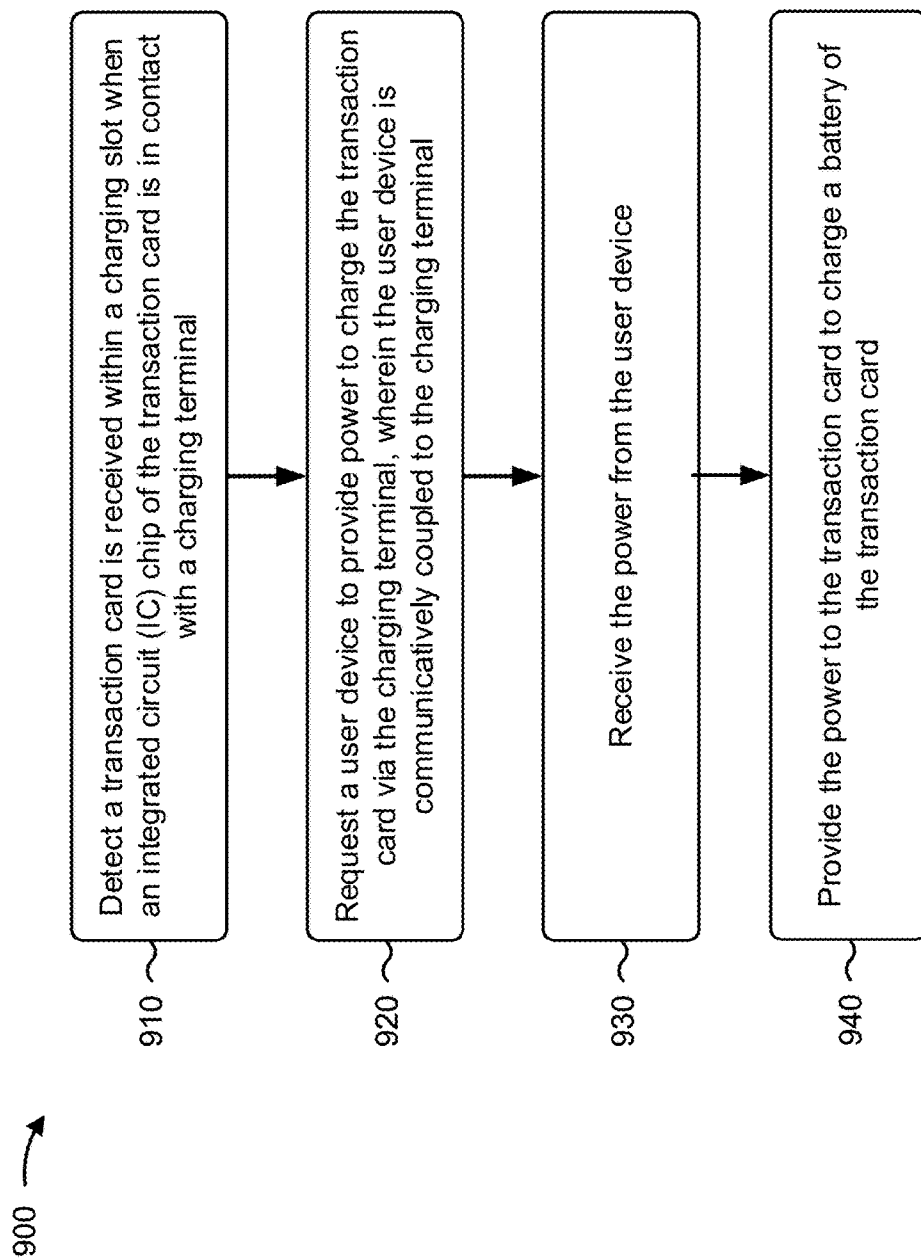 900
910
Detect a transaction card is received within a charging slot when
an integrated circuit (IC) chip of the transaction card is in contact
with a charging terminal
920
Request a user device to provide power to charge the transaction
card via the charging terminal, wherein the user device is
communicatively coupled to the charging terminal
930
Receive the power from the user device
940
Provide the power to the transaction card to charge a battery of
the transaction card